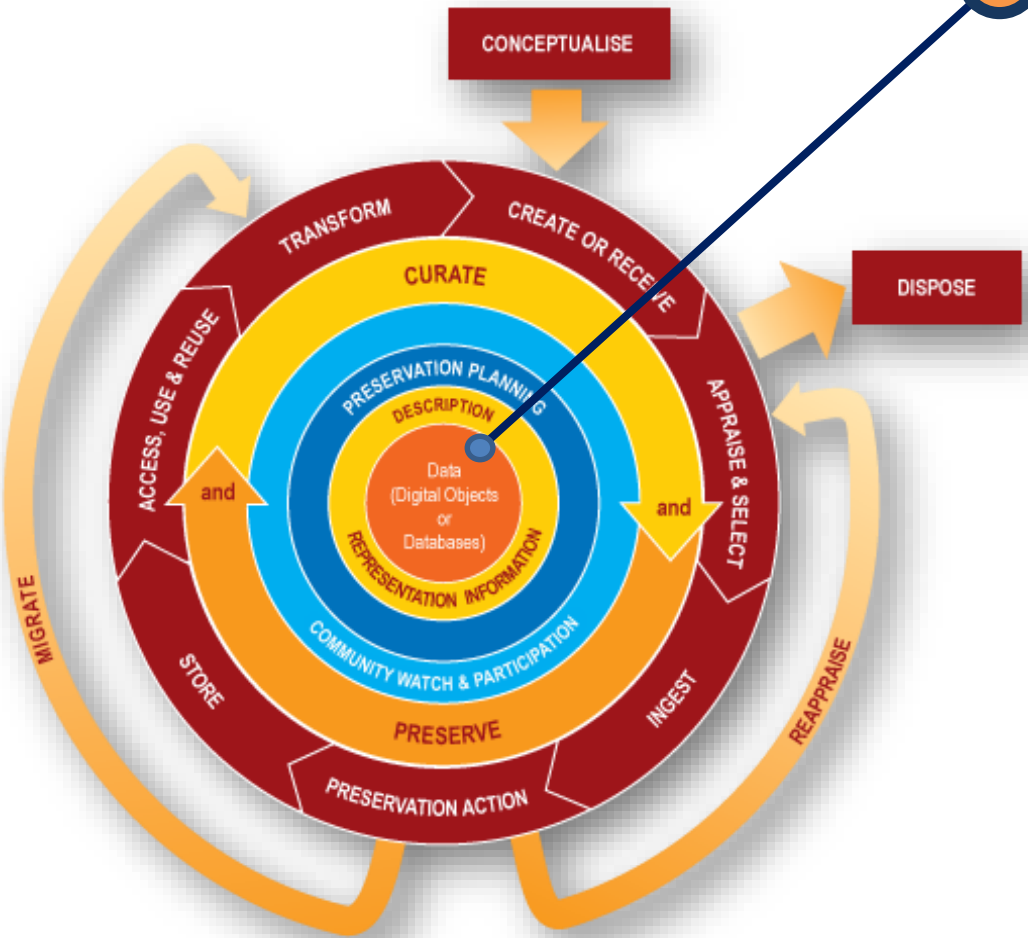 CONCEPTUALISE
TRANSFORM
CREATE OR RECEIVE
CURATE
DISPOSE
ACCESS, USE & REUSE
PRESERVATION PLANNING
DESCRIPTION
APPRAISE & SELECT
Data
(Digital Objects
or
Databases)
and
and
REPRESENTATION INFORMATION
COMMUNITY WATCH & PARTICIPATION
MIGRATE
STORE
INGEST
REAPPRAISE
PRESERVE
PRESERVATION ACTION